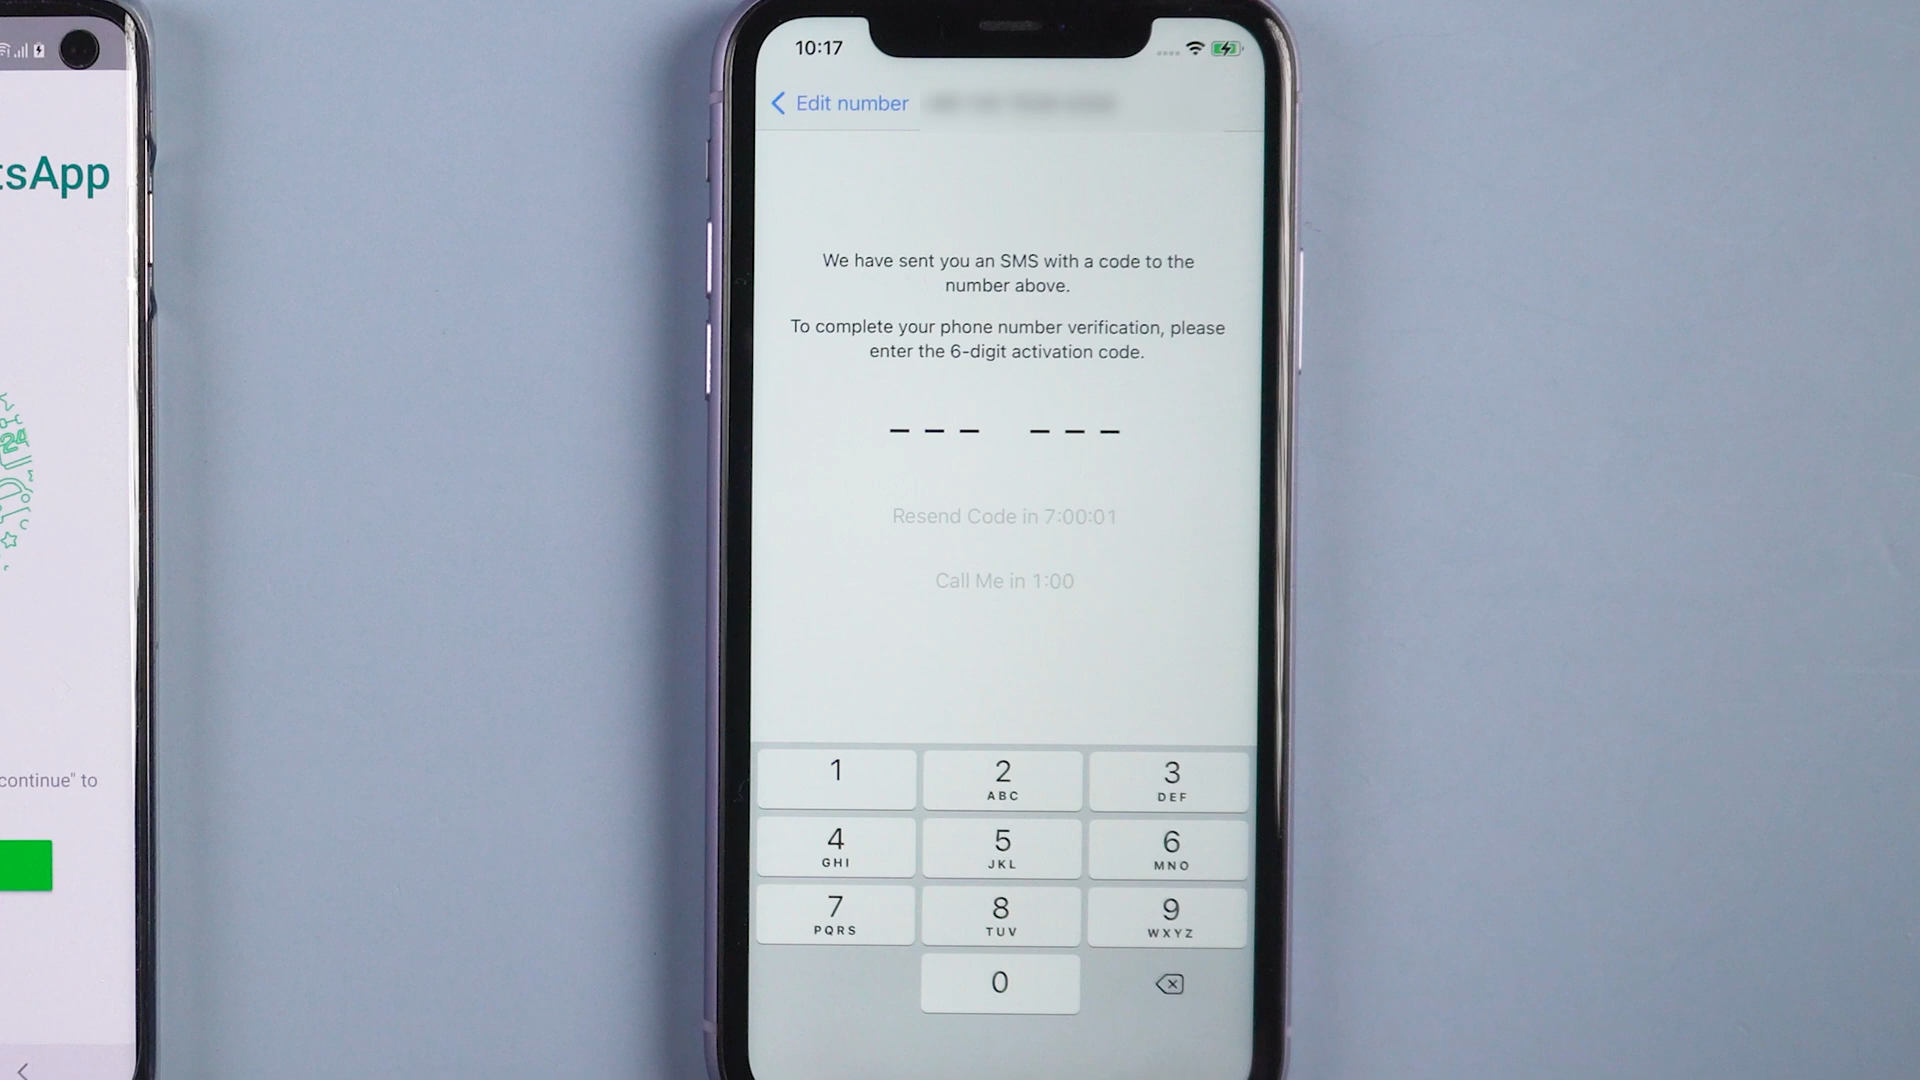 tsApp
24
continue" to
10:17
Edit number
We have sent you an SMS with a code to the
number above.
To complete your phone number verification, please
enter the 6-digit activation code.
Resend Code in 7:00:01
Call Me in 1:00
1
2
ABC
3
DEF
4
GHI
5
JKL
6
MNO
7
PQRS
8
TUV
9
WXYZ
0